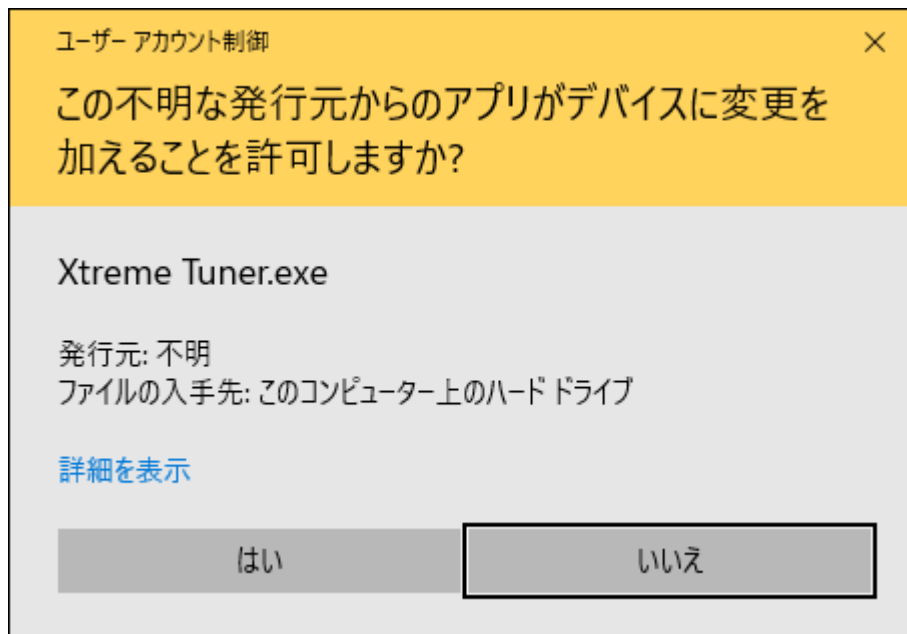 ユーザー アカウント制御
この不明な発行元からのアプリがデバイスに変更を
加えることを許可しますか?
Xtreme Tuner.exe
発行元: 不明
ファイルの入手先: このコンピューター上のハード ドライブ
詳細を表示
はい
いいえ